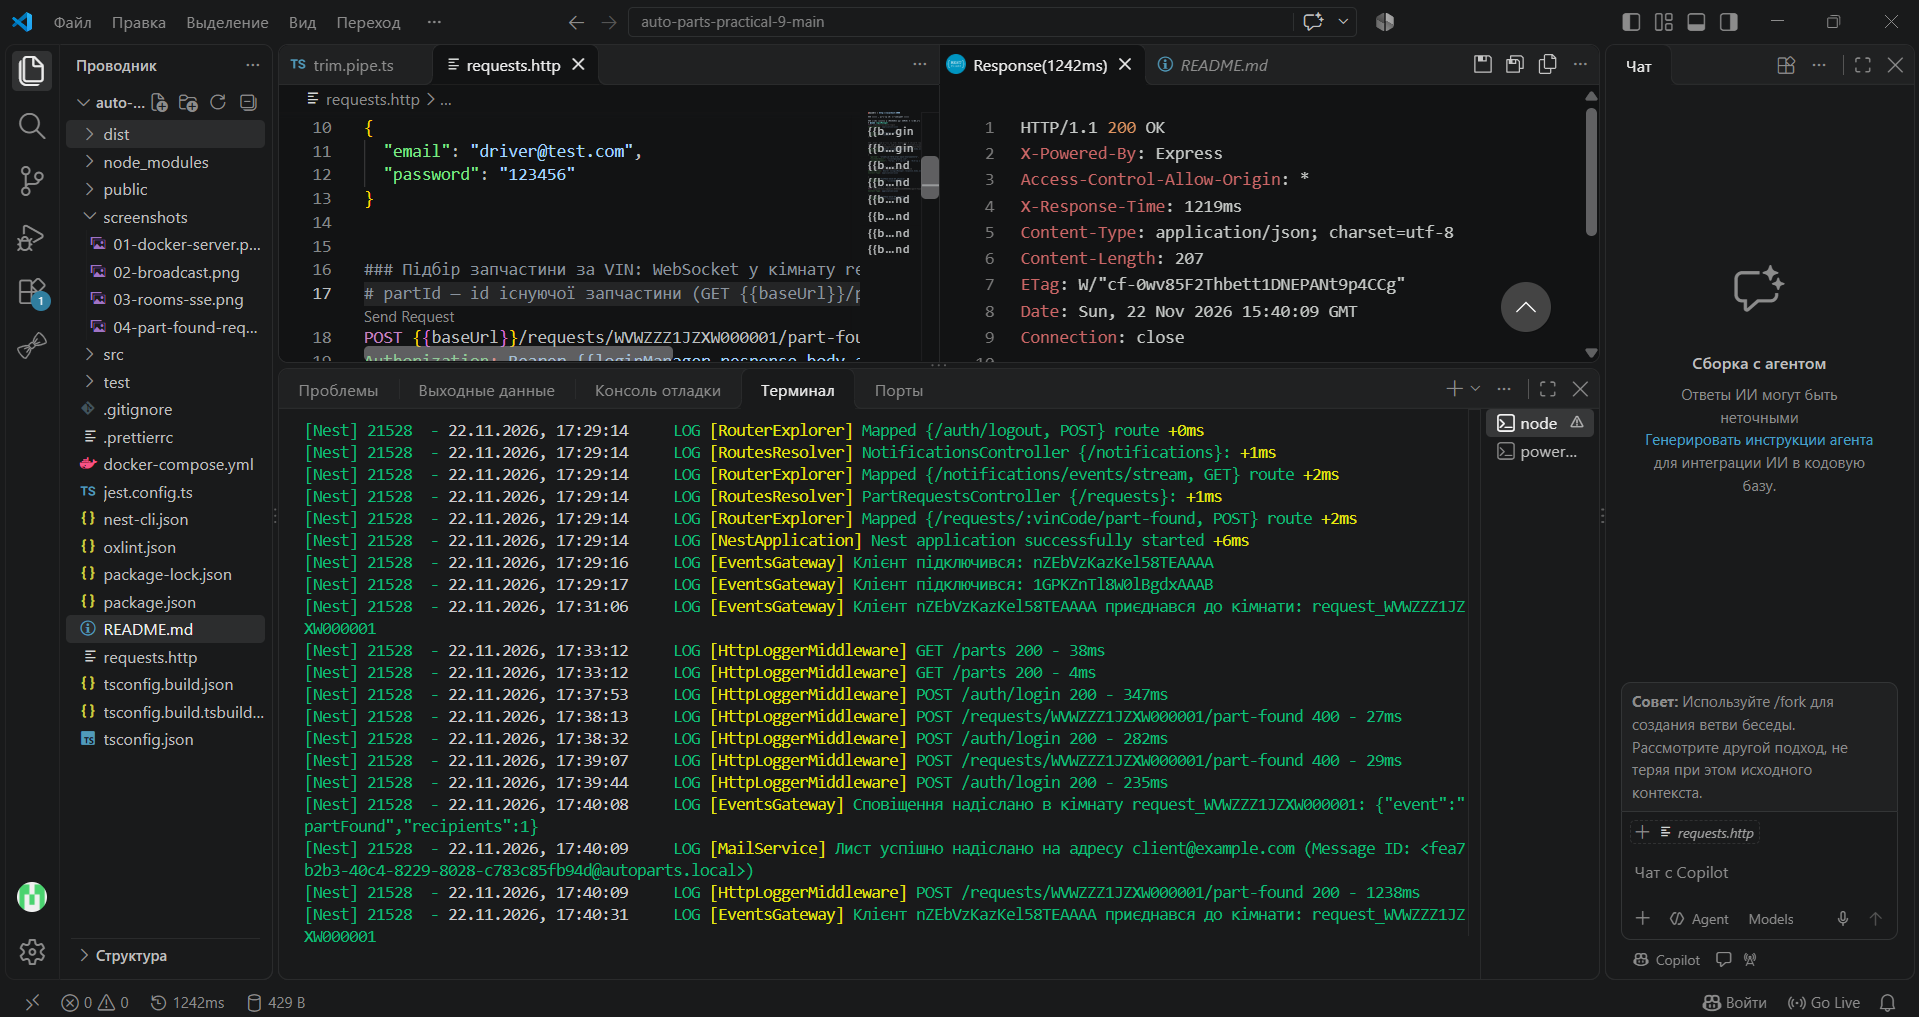 Файл Правка Выделение Вид Переход ···
auto-parts-practical-9-main
Проводник ···
auto-...
dist
node_modules
public
screenshots
01-docker-server.p...
02-broadcast.png
03-rooms-sse.png
04-part-found-req...
src
test
.gitignore
.prettierrc
docker-compose.yml
TS jest.config.ts
{} nest-cli.json
{} oxlint.json
{} package-lock.json
{} package.json
README.md
requests.http
{} tsconfig.build.json
{} tsconfig.build.tsbuild...
TS tsconfig.json
Структура
1
TS trim.pipe.ts
requests.http
requests.http > ...
10 {
11 "email": "driver@test.com",
12 "password": "123456"
13 }
14
15
16 ### Підбір запчастини за VIN: WebSocket у кімнату re
17 # partId — id існуючої запчастини (GET {{baseUrl}}/p
Send Request
18 POST {{baseUrl}}/requests/WVWZZZ1JZXW000001/part-fou
19 Authorization: Bearer {{loginManager.response.body.a
{{b...gin
{{b...gin
{{b...nd
{{b...nd
{{b...nd
{{b...nd
{{b...nd
{{b...nd
Response(1242ms)
README.md
1 HTTP/1.1 200 OK
2 X-Powered-By: Express
3 Access-Control-Allow-Origin: *
4 X-Response-Time: 1219ms
5 Content-Type: application/json; charset=utf-8
6 Content-Length: 207
7 ETag: W/"cf-0wv85F2Thbett1DNEPANt9p4CCg"
8 Date: Sun, 22 Nov 2026 15:40:09 GMT
9 Connection: close
10
Проблемы Выходные данные Консоль отладки Терминал Порты
[Nest] 21528 - 22.11.2026, 17:29:14 LOG [RouterExplorer] Mapped {/auth/logout, POST} route +0ms
[Nest] 21528 - 22.11.2026, 17:29:14 LOG [RoutesResolver] NotificationsController {/notifications}: +1ms
[Nest] 21528 - 22.11.2026, 17:29:14 LOG [RouterExplorer] Mapped {/notifications/events/stream, GET} route +2ms
[Nest] 21528 - 22.11.2026, 17:29:14 LOG [RoutesResolver] PartRequestsController {/requests}: +1ms
[Nest] 21528 - 22.11.2026, 17:29:14 LOG [RouterExplorer] Mapped {/requests/:vinCode/part-found, POST} route +2ms
[Nest] 21528 - 22.11.2026, 17:29:14 LOG [NestApplication] Nest application successfully started +6ms
[Nest] 21528 - 22.11.2026, 17:29:16 LOG [EventsGateway] Клієнт підключився: nZEbVzKazKel58TEAAAA
[Nest] 21528 - 22.11.2026, 17:29:17 LOG [EventsGateway] Клієнт підключився: 1GPKZnTl8W0lBgdxAAAB
[Nest] 21528 - 22.11.2026, 17:31:06 LOG [EventsGateway] Клієнт nZEbVzKazKel58TEAAAA приєднався до кімнати: request_WVWZZZ1JZ
XW000001
[Nest] 21528 - 22.11.2026, 17:33:12 LOG [HttpLoggerMiddleware] GET /parts 200 - 38ms
[Nest] 21528 - 22.11.2026, 17:33:12 LOG [HttpLoggerMiddleware] GET /parts 200 - 4ms
[Nest] 21528 - 22.11.2026, 17:37:53 LOG [HttpLoggerMiddleware] POST /auth/login 200 - 347ms
[Nest] 21528 - 22.11.2026, 17:38:13 LOG [HttpLoggerMiddleware] POST /requests/WVWZZZ1JZXW000001/part-found 400 - 27ms
[Nest] 21528 - 22.11.2026, 17:38:32 LOG [HttpLoggerMiddleware] POST /auth/login 200 - 282ms
[Nest] 21528 - 22.11.2026, 17:39:07 LOG [HttpLoggerMiddleware] POST /requests/WVWZZZ1JZXW000001/part-found 400 - 29ms
[Nest] 21528 - 22.11.2026, 17:39:44 LOG [HttpLoggerMiddleware] POST /auth/login 200 - 235ms
[Nest] 21528 - 22.11.2026, 17:40:08 LOG [EventsGateway] Сповіщення надіслано в кімнату request_WVWZZZ1JZXW000001: {"event":"
partFound","recipients":1}
[Nest] 21528 - 22.11.2026, 17:40:09 LOG [MailService] Лист успішно надіслано на адресу client@example.com (Message ID: <fea7
b2b3-40c4-8229-8028-c783c85fb94d@autoparts.local>)
[Nest] 21528 - 22.11.2026, 17:40:09 LOG [HttpLoggerMiddleware] POST /requests/WVWZZZ1JZXW000001/part-found 200 - 1238ms
[Nest] 21528 - 22.11.2026, 17:40:31 LOG [EventsGateway] Клієнт nZEbVzKazKel58TEAAAA приєднався до кімнати: request_WVWZZZ1JZ
XW000001
node
power...
Чат
Сборка с агентом
Ответы ИИ могут быть
неточными
Генерировать инструкции агента
для интеграции ИИ в кодовую
базу.
Совет: Используйте /fork для
создания ветви беседы.
Рассмотрите другой подход, не
теряя при этом исходного
контекста.
requests.http
Чат с Copilot
Agent Models
Copilot
0 0 1242ms 429 B
Войти Go Live